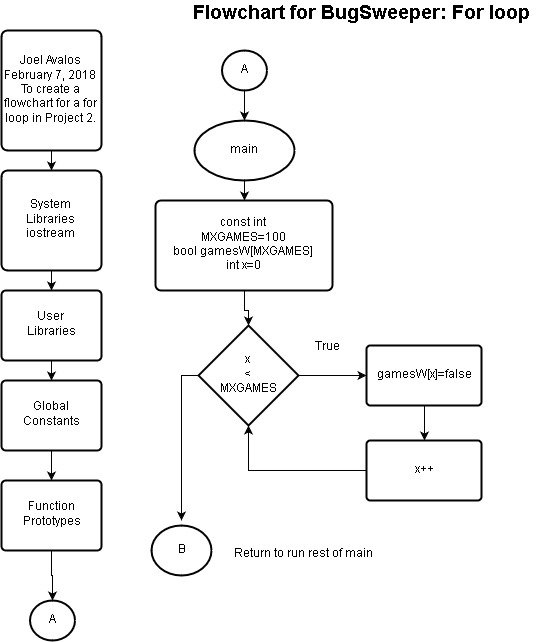 Flowchart for BugSweeper: For loop
Joel Avalos
February 7, 2018
To create a
flowchart for a for
loop in Project 2.
System
Libraries
iostream
User
Libraries
Global
Constants
Function
Prototypes
A
A
main
const int
MXGAMES=100
bool gamesW[MXGAMES]
int x=0
x
<
MXGAMES
True
gamesW[x]=false
x++
B
Return to run rest of main